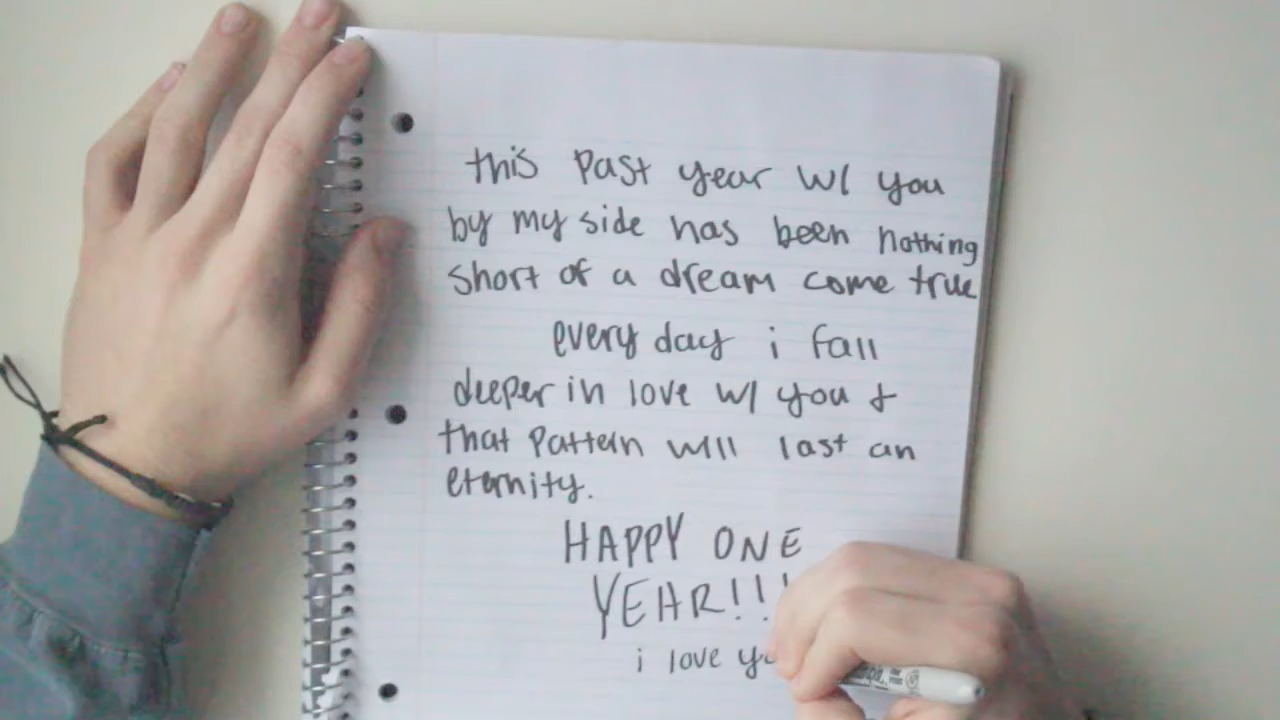 this past year w/ you
by my side has been nothing
short of a dream come true
every day i fall
deeper in love w/ you &
that pattern will last an
eternity.
HAPPY ONE
YEAR!!!
i love yo